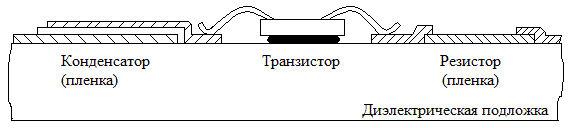 Конденсатор
(пленка)
Транзистор
Резистор
(пленка)
Диэлектрическая подложка